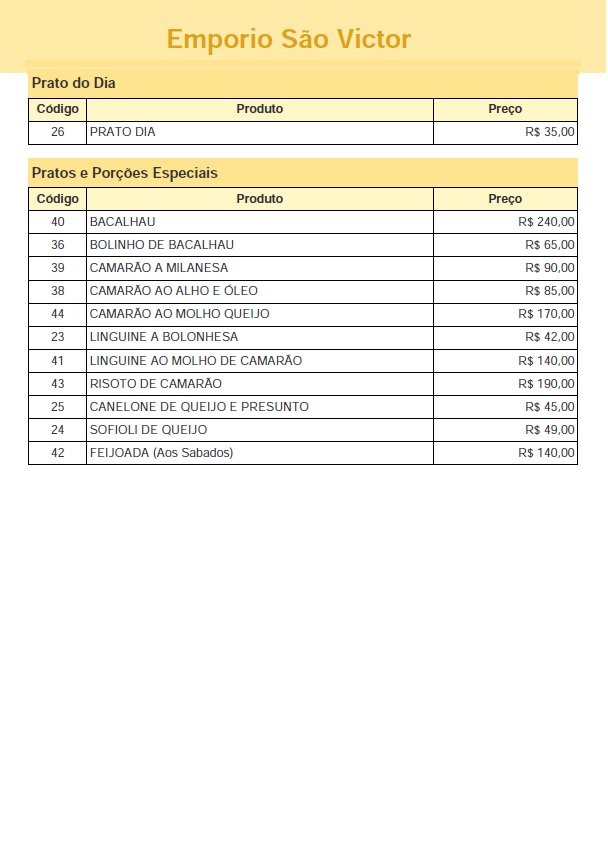 Emporio São Victor
Prato do Dia
Código Produto Preço
26 PRATO DIA R$ 35,00
Pratos e Porções Especiais
Código Produto Preço
40 BACALHAU R$ 240,00
36 BOLINHO DE BACALHAU R$ 65,00
39 CAMARÃO A MILANESA R$ 90,00
38 CAMARÃO AO ALHO E ÓLEO R$ 85,00
44 CAMARÃO AO MOLHO QUEIJO R$ 170,00
23 LINGUINE A BOLONHESA R$ 42,00
41 LINGUINE AO MOLHO DE CAMARÃO R$ 140,00
43 RISOTO DE CAMARÃO R$ 190,00
25 CANELONE DE QUEIJO E PRESUNTO R$ 45,00
24 SOFIOLI DE QUEIJO R$ 49,00
42 FEIJOADA (Aos Sabados) R$ 140,00